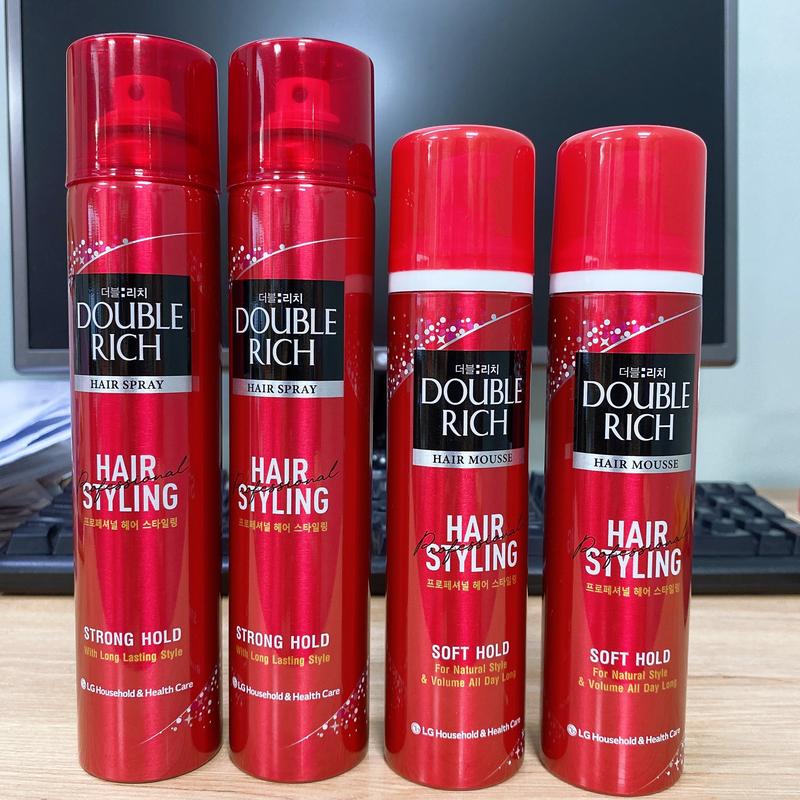 더블:리치
DOUBLE
RICH
HAIR SPRAY
HAIR
Professional
STYLING
프로페셔널 헤어 스타일링
STRONG HOLD
With Long Lasting Style
LG Household & Health Care
더블:리치
DOUBLE
RICH
HAIR SPRAY
HAIR
Professional
STYLING
프로페셔널 헤어 스타일링
STRONG HOLD
With Long Lasting Style
LG Household & Health Care
더블:리치
DOUBLE
RICH
HAIR MOUSSE
HAIR
Professional
STYLING
프로페셔널 헤어 스타일링
SOFT HOLD
For Natural Style
& Volume All Day Long
LG Household & Health Care
더블:리치
DOUBLE
RICH
HAIR MOUSSE
HAIR
Professional
STYLING
프로페셔널 헤어 스타일링
SOFT HOLD
For Natural Style
& Volume All Day Long
LG Household & Health Care